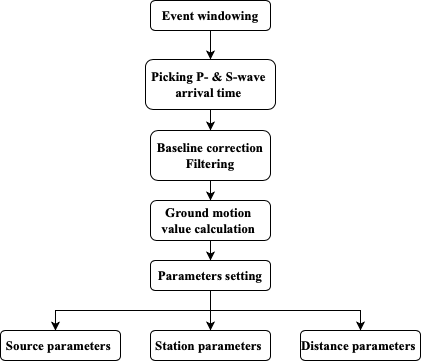 Event windowing
Picking P- & S-wave
arrival time
Baseline correction
Filtering
Ground motion
value calculation
Parameters setting
Source parameters
Station parameters
Distance parameters